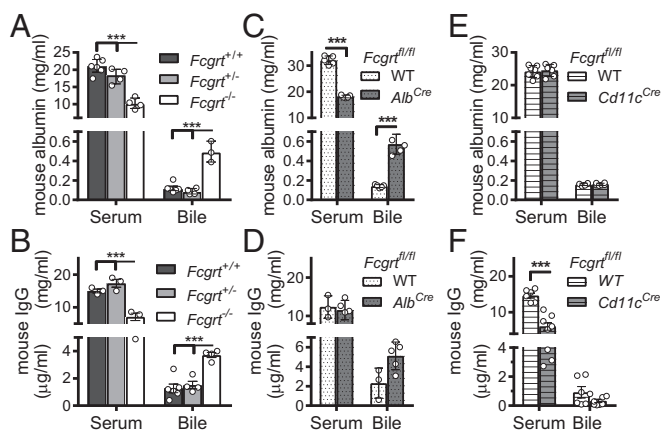 A
mouse albumin (mg/ml)
25
20
15
10
0.6
0.4
0.2
0.0
***
***
Fcgrt+/+
Fcgrt+/-
Fcgrt-/-
Serum Bile
C
mouse albumin (mg/ml)
40
30
20
10
0.8
0.6
0.4
0.2
0.0
***
***
Fcgrtfl/fl
WT
AlbCre
Serum Bile
E
mouse albumin (mg/ml)
30
20
10
0.6
0.4
0.2
0.0
Fcgrtfl/fl
WT
Cd11cCre
Serum Bile
B
mouse IgG
(µg/ml) (mg/ml)
20
10
4
2
0
***
***
Fcgrt+/+
Fcgrt+/-
Fcgrt-/-
Serum Bile
D
mouse IgG
(µg/ml) (mg/ml)
20
10
8
6
4
2
0
Fcgrtfl/fl
WT
AlbCre
Serum Bile
F
mouse IgG
(µg/ml) (mg/ml)
20
10
4
2
0
***
Fcgrtfl/fl
WT
Cd11cCre
Serum Bile